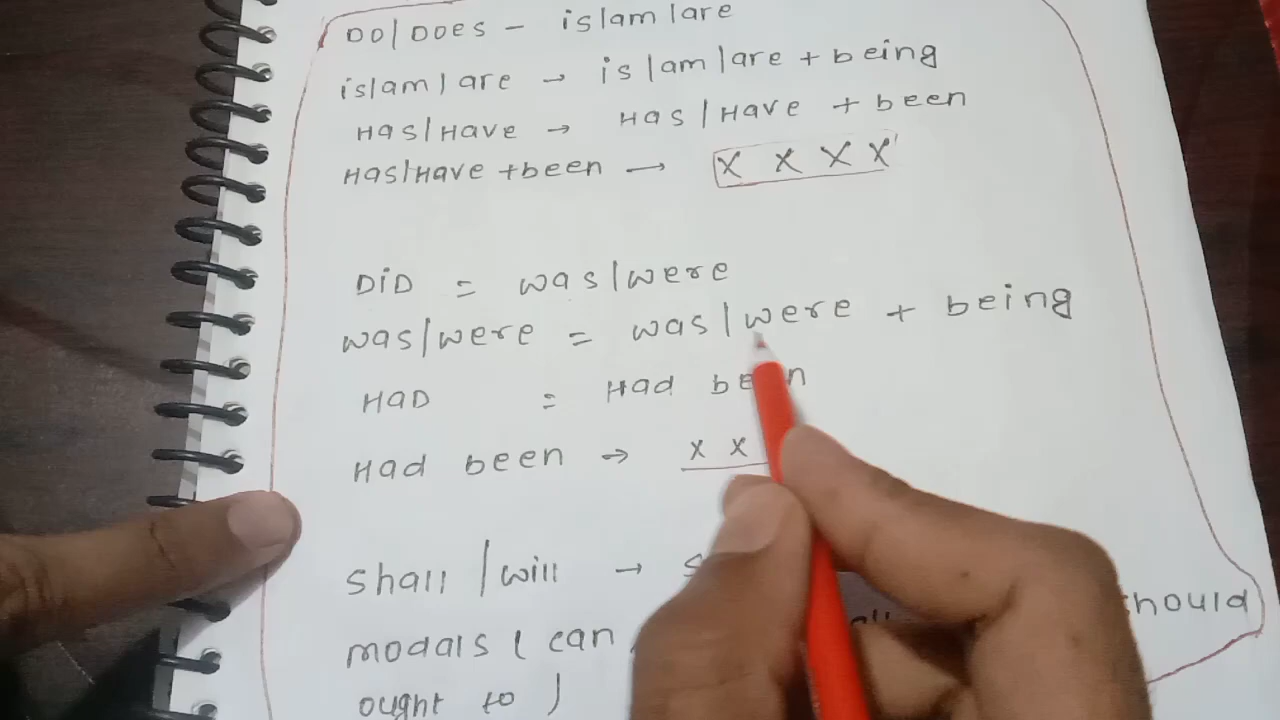 DO/DOES - is/am/are
is/am/are → is/am/are + being
Has/Have → Has/Have + been
Has/Have + been → X X X X
DiD = was/were
was/were = was/were + being
HaD = Had been
Had been → X X
shall/will →
modals ( can should
ought to )